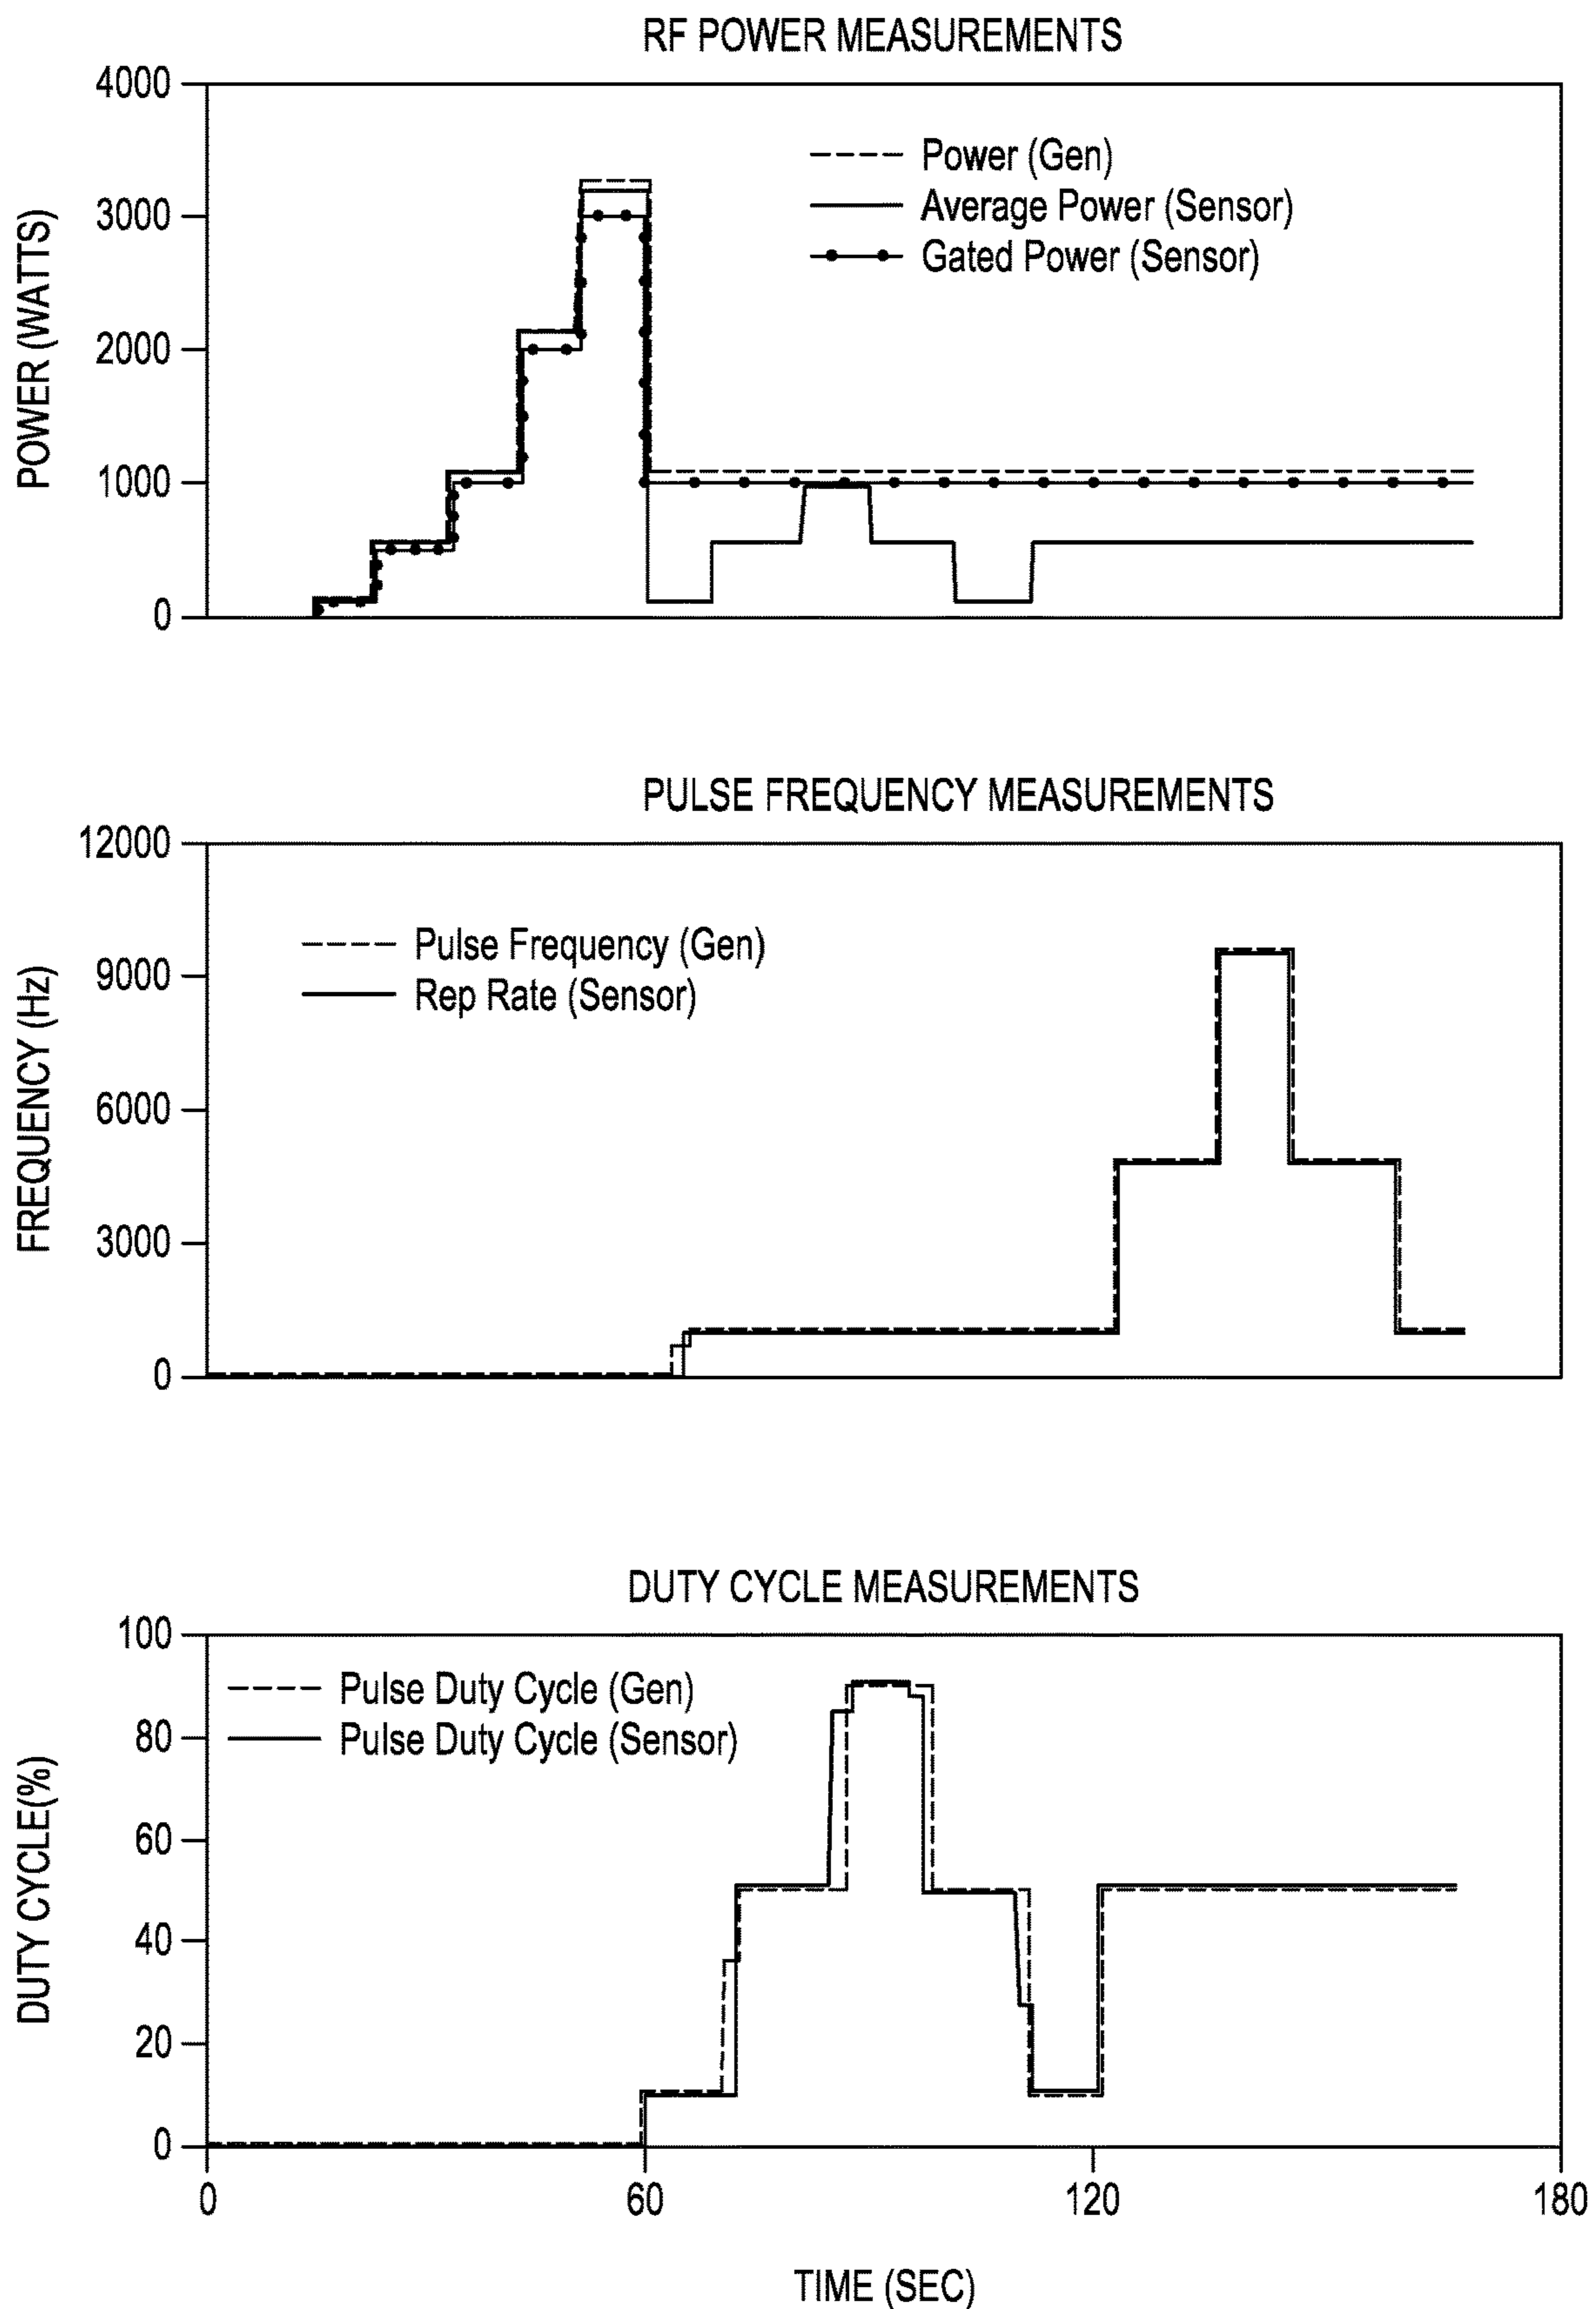 RF POWER MEASUREMENTS
4000
3000
2000
1000
0
POWER (WATTS)
Power (Gen)
Average Power (Sensor)
Gated Power (Sensor)
PULSE FREQUENCY MEASUREMENTS
12000
9000
6000
3000
0
FREQUENCY (Hz)
Pulse Frequency (Gen)
Rep Rate (Sensor)
DUTY CYCLE MEASUREMENTS
100
80
60
40
20
0
DUTY CYCLE(%)
Pulse Duty Cycle (Gen)
Pulse Duty Cycle (Sensor)
0 60 120 180
TIME (SEC)